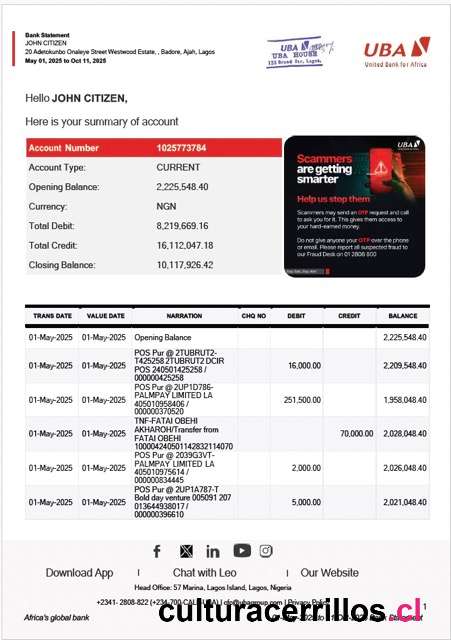 Bank Statement
JOHN CITIZEN
20 Adetokunbo Onaleye Street Westwood Estate, , Badore, Ajah, Lagos
May 01, 2025 to Oct 11, 2025
UBA
UBA HOUSE
UBA
United Bank for Africa
Hello JOHN CITIZEN,
Here is your summary of account
Account Number 1025773784
Account Type: CURRENT
Opening Balance: 2,225,548.40
Currency: NGN
Total Debit: 8,219,669.16
Total Credit: 16,112,047.18
Closing Balance: 10,117,926.42
UBA
Scammers
are getting
smarter
Help us stop them
Scammers may send an OTP request and call
to ask you for it. This gives them access to
your hard-earned money.
Do not give anyone your OTP over the phone
or email. Please report all suspected fraud to
our Fraud Desk on 01 2808 800
TRANS DATE VALUE DATE NARRATION CHQ NO DEBIT CREDIT BALANCE
01-May-2025 01-May-2025 Opening Balance 2,225,548.40
POS Pur @ 2TUBRUT2-
T425258 2TUBRUT2 DCIR
01-May-2025 01-May-2025 POS 240501425258 / 16,000.00 2,209,548.40
000000425258
POS Pur @ 2UP1D786-
PALMPAY LIMITED LA
01-May-2025 01-May-2025 405010958406 / 251,500.00 1,958,048.40
000000370520
TNF-FATAI OBEHI
AKHAROH/Transfer from
01-May-2025 01-May-2025 FATAI OBEHI 70,000.00 2,028,048.40
100004240501142832114070
POS Pur @ 2039G3VT-
PALMPAY LIMITED LA
01-May-2025 01-May-2025 405010975614 / 2,000.00 2,026,048.40
000000834445
POS Pur @ 2UP1A787-T
Bold day venture 005091 207
01-May-2025 01-May-2025 013644938017 / 5,000.00 2,021,048.40
000000396610
Download App | Chat with Leo | Our Website
Head Office: 57 Marina, Lagos Island, Lagos, Nigeria
+2341- 2808-822 (+234-700-CALL-UBA) | cfc@ubagroup.com | Privacy Policy
culturacerrillos.cl
1
Africa's global bank